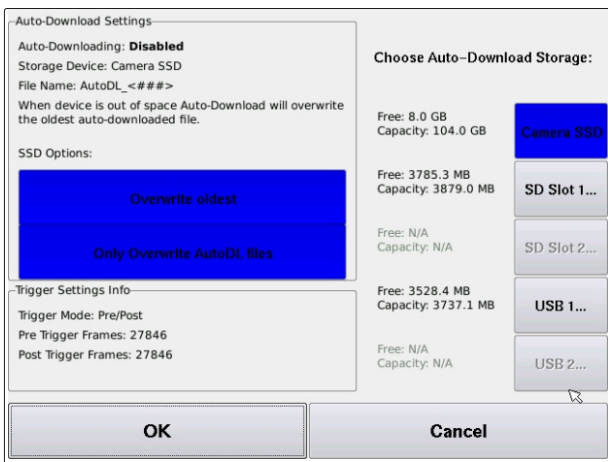 Auto-Download Settings
Auto-Downloading: Disabled
Storage Device: Camera SSD
File Name: AutoDL_<###>
When device is out of space Auto-Download will overwrite
the oldest auto-downloaded file.
SSD Options:
Overwrite oldest
Only Overwrite AutoDL files
Trigger Settings Info
Trigger Mode: Pre/Post
Pre Trigger Frames: 27846
Post Trigger Frames: 27846
Choose Auto-Download Storage:
Free: 8.0 GB
Capacity: 104.0 GB
Camera SSD
Free: 3785.3 MB
Capacity: 3879.0 MB
SD Slot 1...
Free: N/A
Capacity: N/A
SD Slot 2...
Free: 3528.4 MB
Capacity: 3737.1 MB
USB 1...
Free: N/A
Capacity: N/A
USB 2...
OK
Cancel